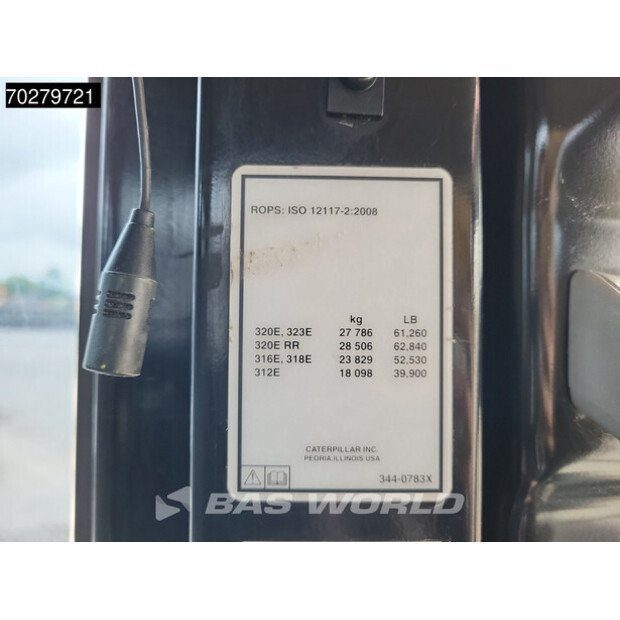 70279721
ROPS: ISO 12117-2:2008
kg LB
320E, 323E 27 786 61,260
320E RR 28 506 62,840
316E, 318E 23 829 52,530
312E 18 098 39,900
CATERPILLAR INC.
PEORIA ILLINOIS USA
344-0783X
BAS WORLD